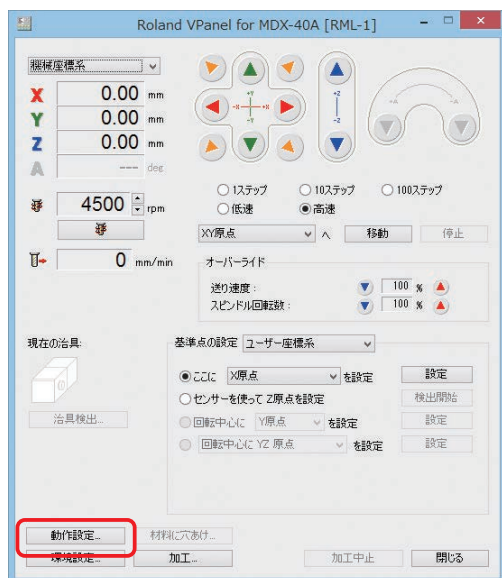 Roland VPanel for MDX-40A [RML-1]
機械座標系
X 0.00 mm
Y 0.00 mm
Z 0.00 mm
A --- deg
+Y
-X +X
-Y
+Z
-Z
-A +A
4500 rpm
0 mm/min
1ステップ 10ステップ 100ステップ
低速 高速
XY原点 へ 移動 停止
オーバーライド
送り速度: 100 %
スピンドル回転数: 100 %
現在の治具:
治具検出...
基準点の設定 ユーザー座標系
ここに X原点 を設定 設定
センサーを使って Z原点を設定 検出開始
回転中心に Y原点 を設定 設定
回転中心に YZ 原点 を設定 設定
動作設定... 材料に穴あけ...
環境設定... 加工... 加工中止 閉じる